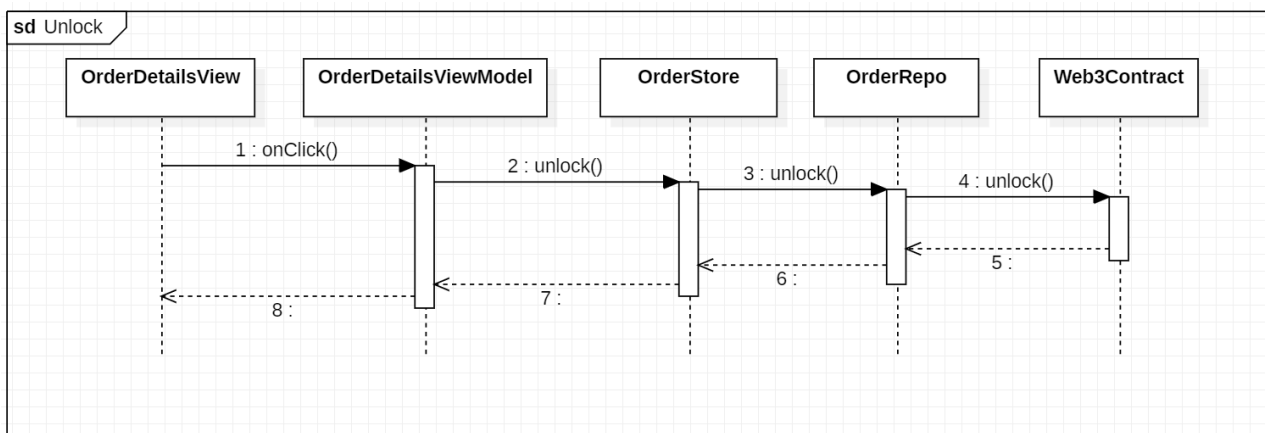 sd Unlock
OrderDetailsView
OrderDetailsViewModel
OrderStore
OrderRepo
Web3Contract
1 : onClick()
2 : unlock()
3 : unlock()
4 : unlock()
5 :
6 :
7 :
8 :